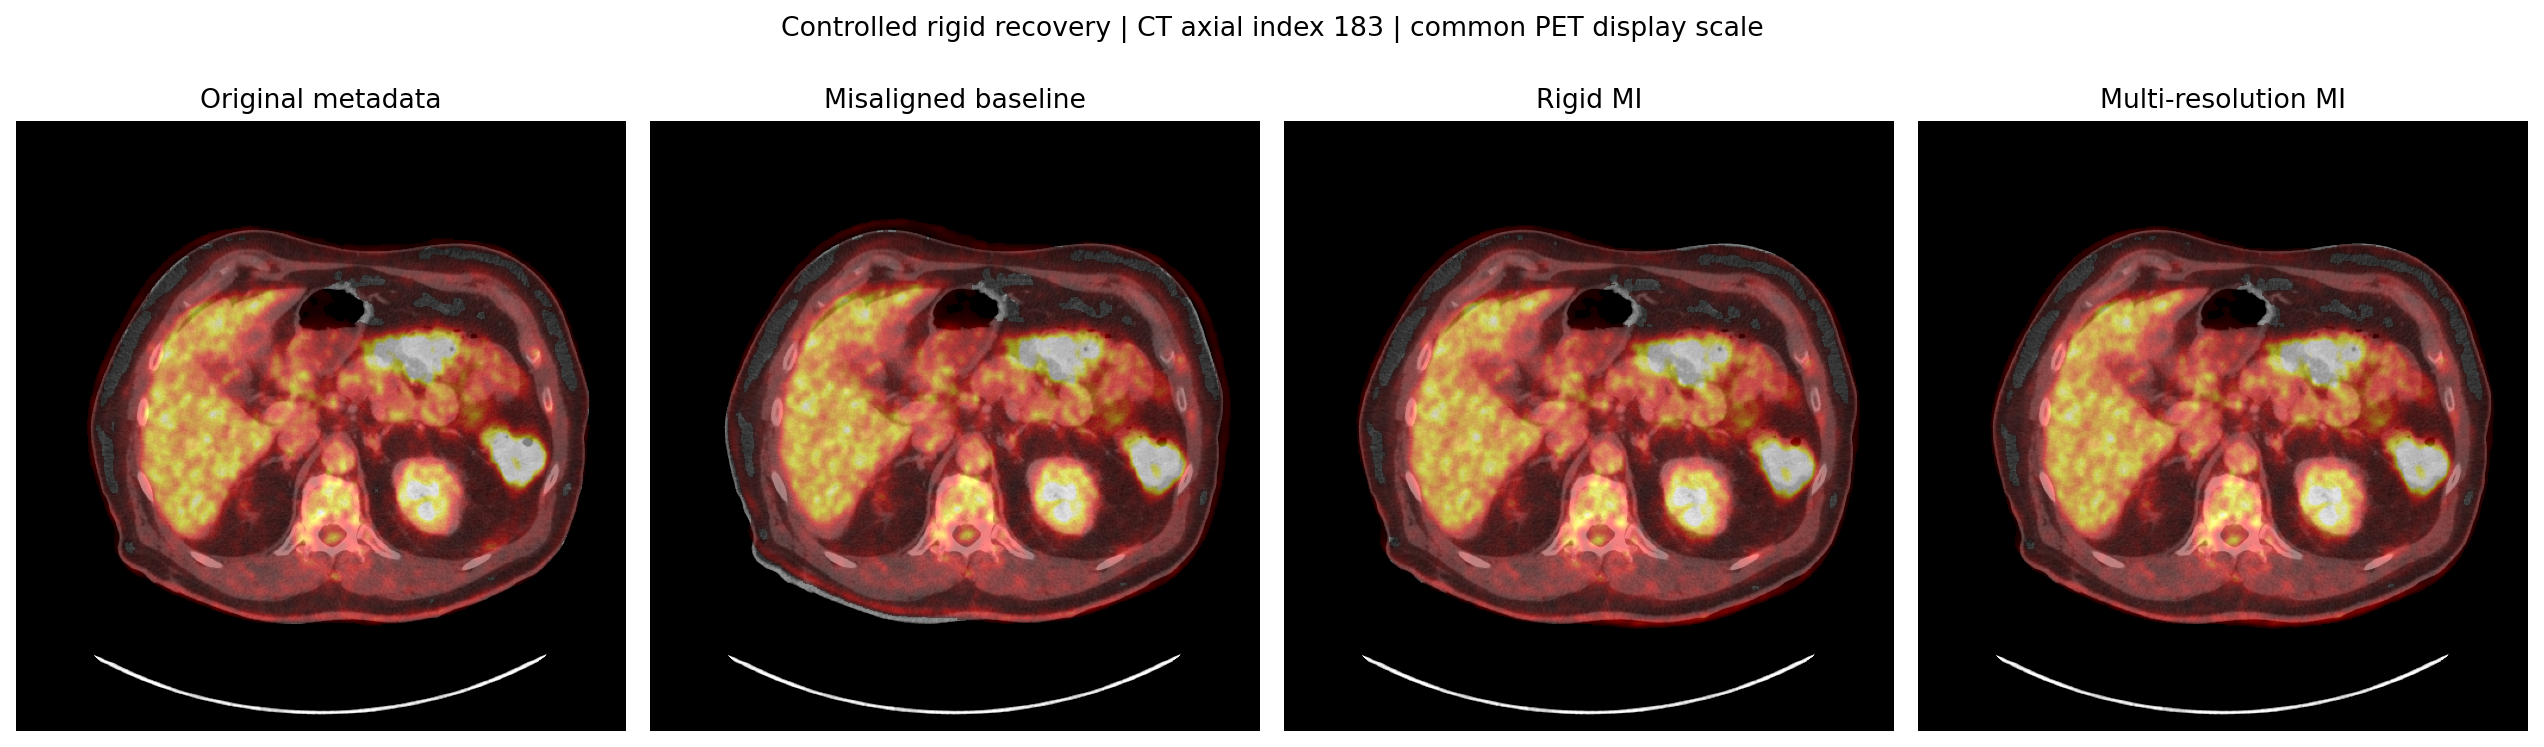 Controlled rigid recovery | CT axial index 183 | common PET display scale
Original metadata
Misaligned baseline
Rigid MI
Multi-resolution MI